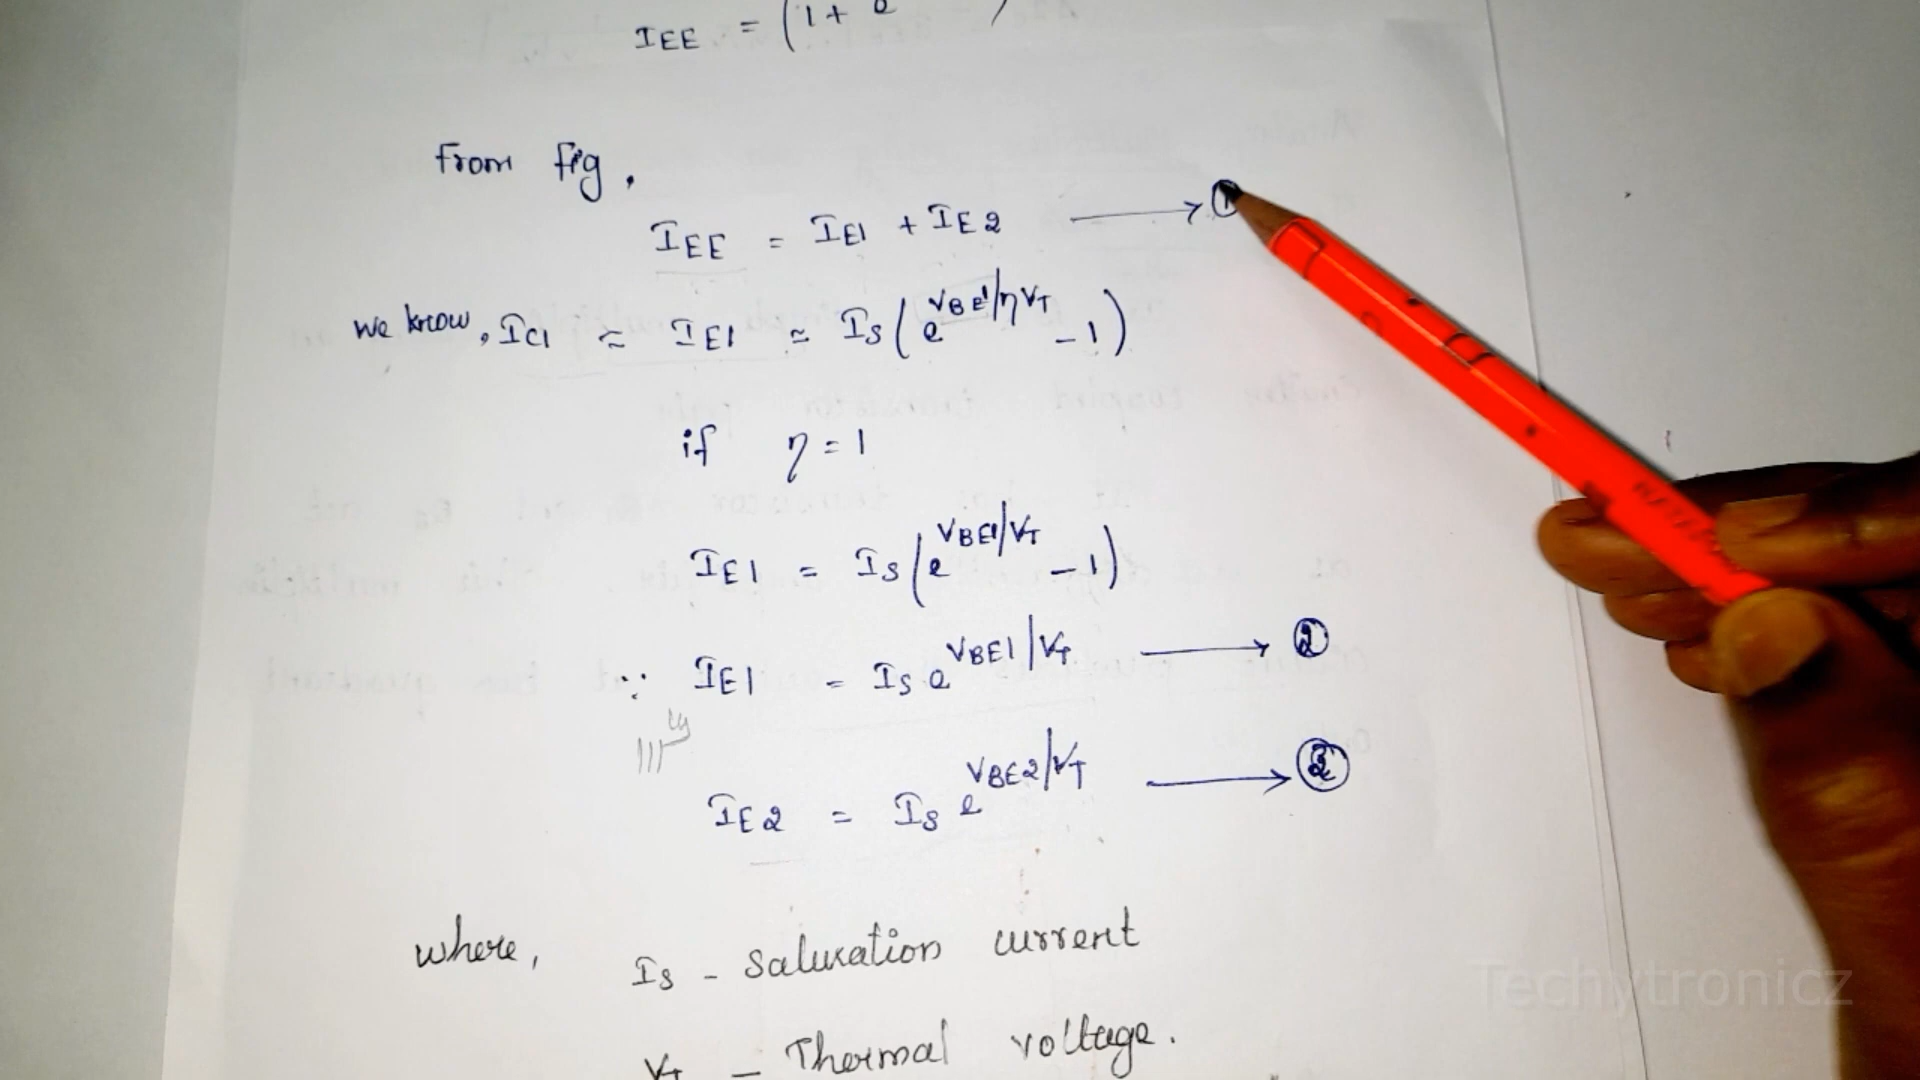 IEE = (1 + e )
From fig,
IEE = IE1 + IE2 ⟶ ①
we know, IC1 ≈ IE1 ≈ IS(e^VBE1/ηVT - 1)
if η = 1
IE1 = IS(e^VBE1/VT - 1)
∵ IE1 = IS e^VBE1/VT ⟶ ②
|||ly
IE2 = IS e^VBE2/VT ⟶ ③
where, IS - Saturation current
VT - Thermal voltage.
Techytronicz